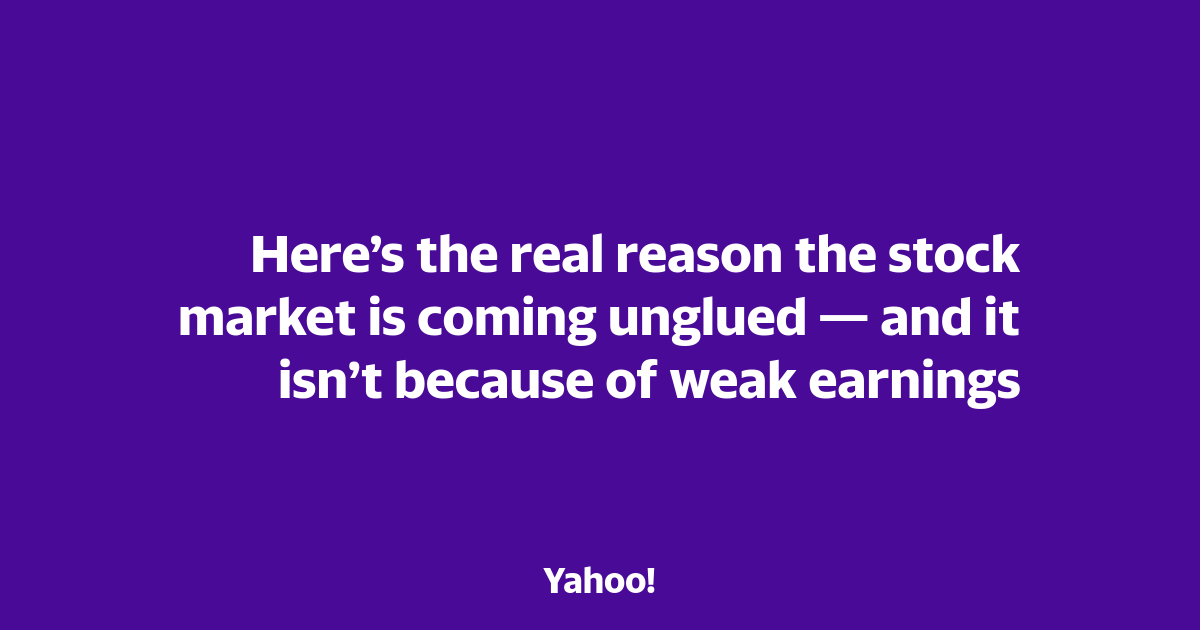 Here’s the real reason the stock
market is coming unglued — and it
isn’t because of weak earnings
Yahoo!